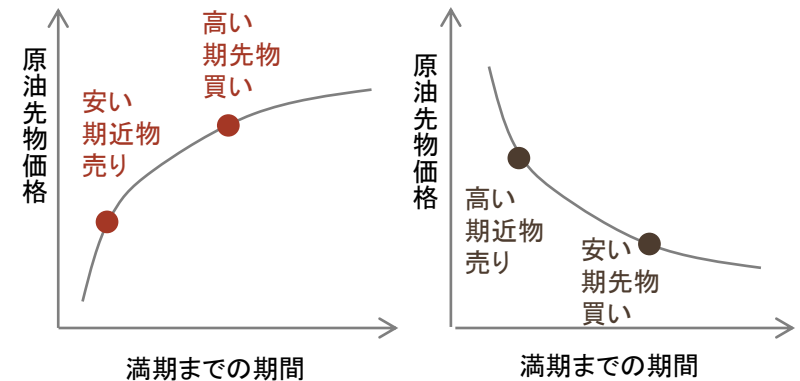 原油先物価格
安い
期近物
売り
高い
期先物
買い
満期までの期間
原油先物価格
高い
期近物
売り
安い
期先物
買い
満期までの期間